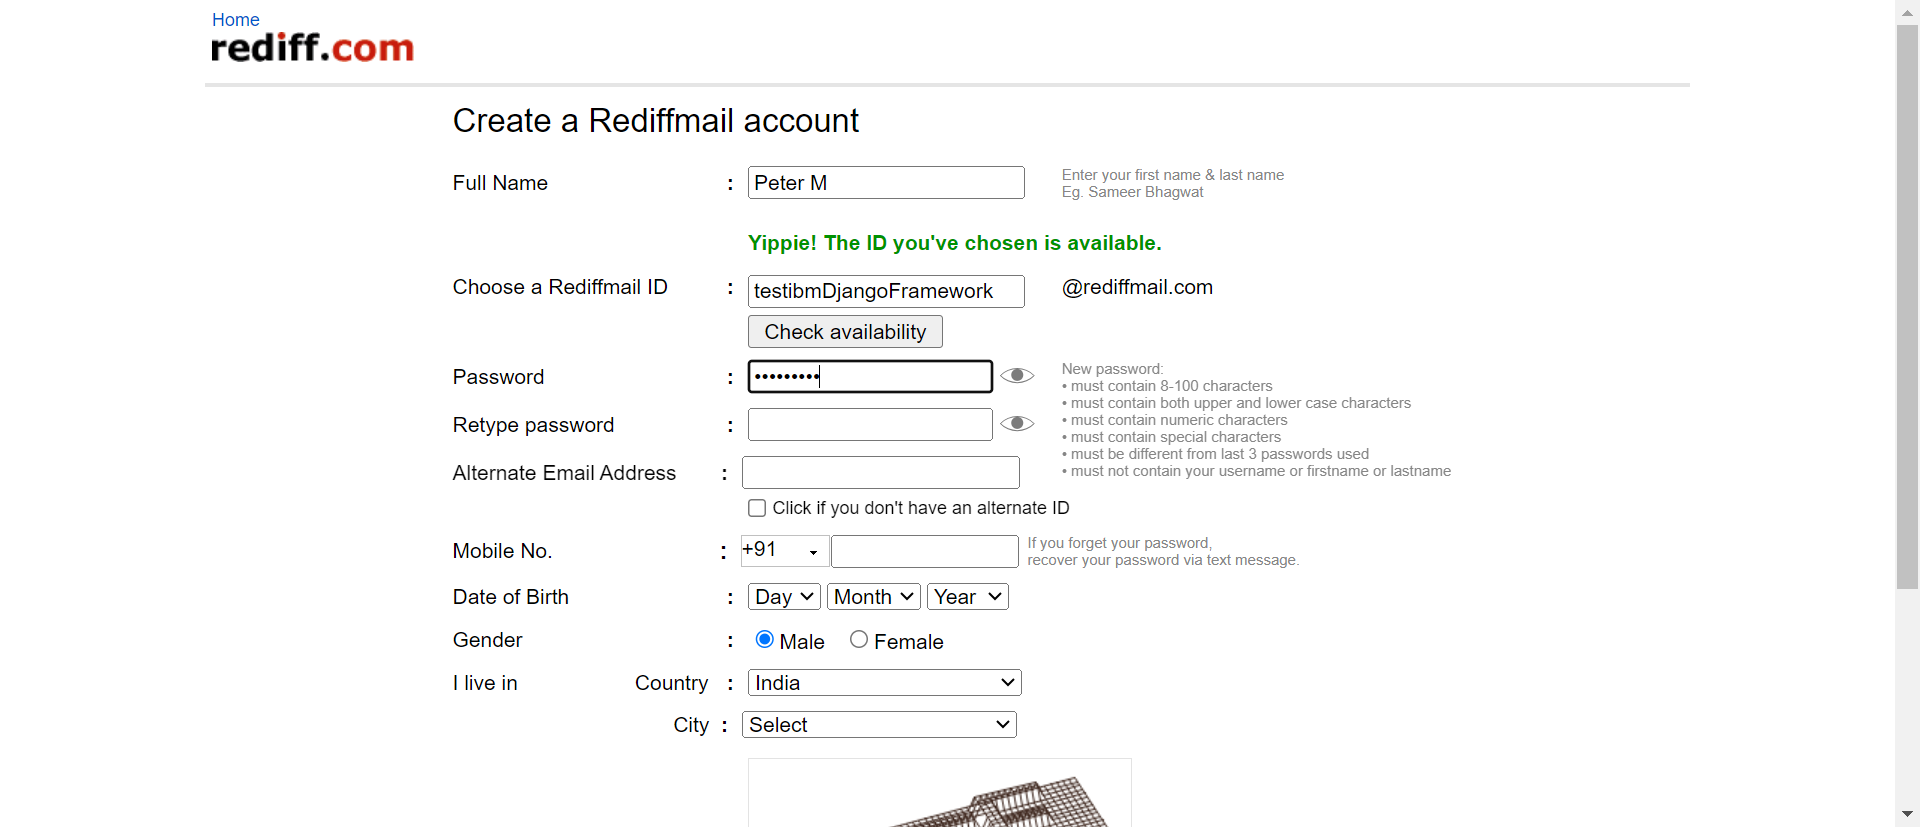 Home
rediff.com
Create a Rediffmail account
Full Name : Peter M
Enter your first name & last name
Eg. Sameer Bhagwat
Yippie! The ID you've chosen is available.
Choose a Rediffmail ID : testibmDjangoFramework @rediffmail.com
Check availability
Password : •••••••••
New password:
• must contain 8-100 characters
• must contain both upper and lower case characters
• must contain numeric characters
• must contain special characters
• must be different from last 3 passwords used
• must not contain your username or firstname or lastname
Retype password :
Alternate Email Address :
Click if you don't have an alternate ID
Mobile No. : +91
If you forget your password,
recover your password via text message.
Date of Birth : Day Month Year
Gender : Male Female
I live in Country : India
City : Select